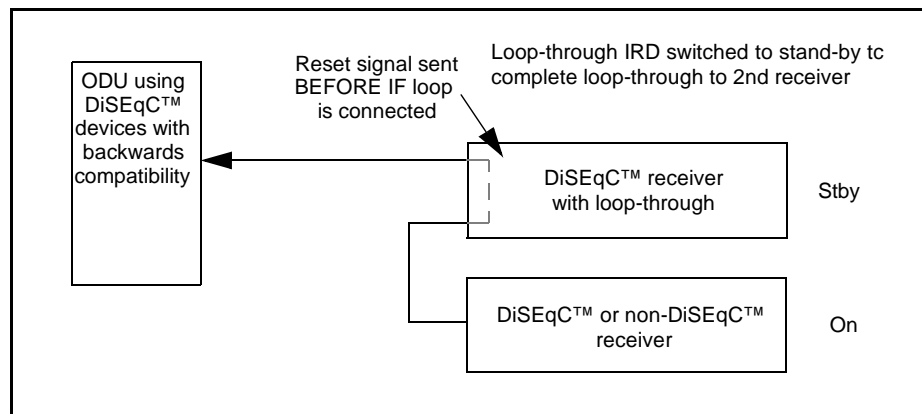 ODU using
DiSEqC™
devices with
backwards
compatibility
Reset signal sent
BEFORE IF loop
is connected
Loop-through IRD switched to stand-by tc
complete loop-through to 2nd receiver
DiSEqC™ receiver
with loop-through
Stby
DiSEqC™ or non-DiSEqC™
receiver
On